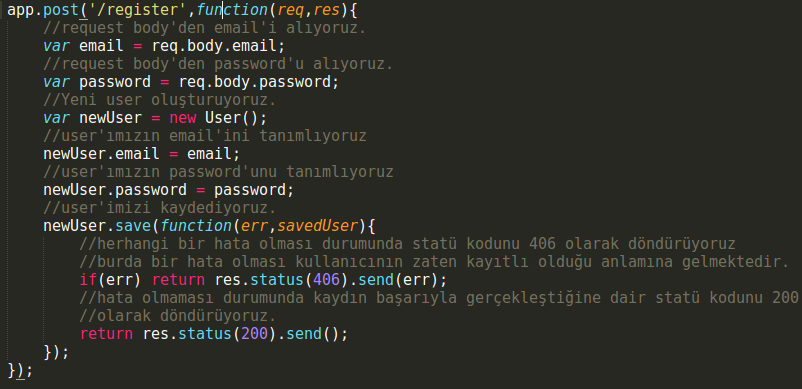 app.post('/register',function(req,res){
    //request body'den email'i alıyoruz.
    var email = req.body.email;
    //request body'den password'u alıyoruz.
    var password = req.body.password;
    //Yeni user oluşturuyoruz.
    var newUser = new User();
    //user'ımızın email'ini tanımlıyoruz
    newUser.email = email;
    //user'ımızın password'unu tanımlıyoruz
    newUser.password = password;
    //user'imizi kaydediyoruz.
    newUser.save(function(err,savedUser){
        //herhangi bir hata olması durumunda statü kodunu 406 olarak döndürüyoruz
        //burda bir hata olması kullanıcının zaten kayıtlı olduğu anlamına gelmektedir.
        if(err) return res.status(406).send(err);
        //hata olmaması durumunda kaydın başarıyla gerçekleştiğine dair statü kodunu 200
        //olarak döndürüyoruz.
        return res.status(200).send();
    });
});